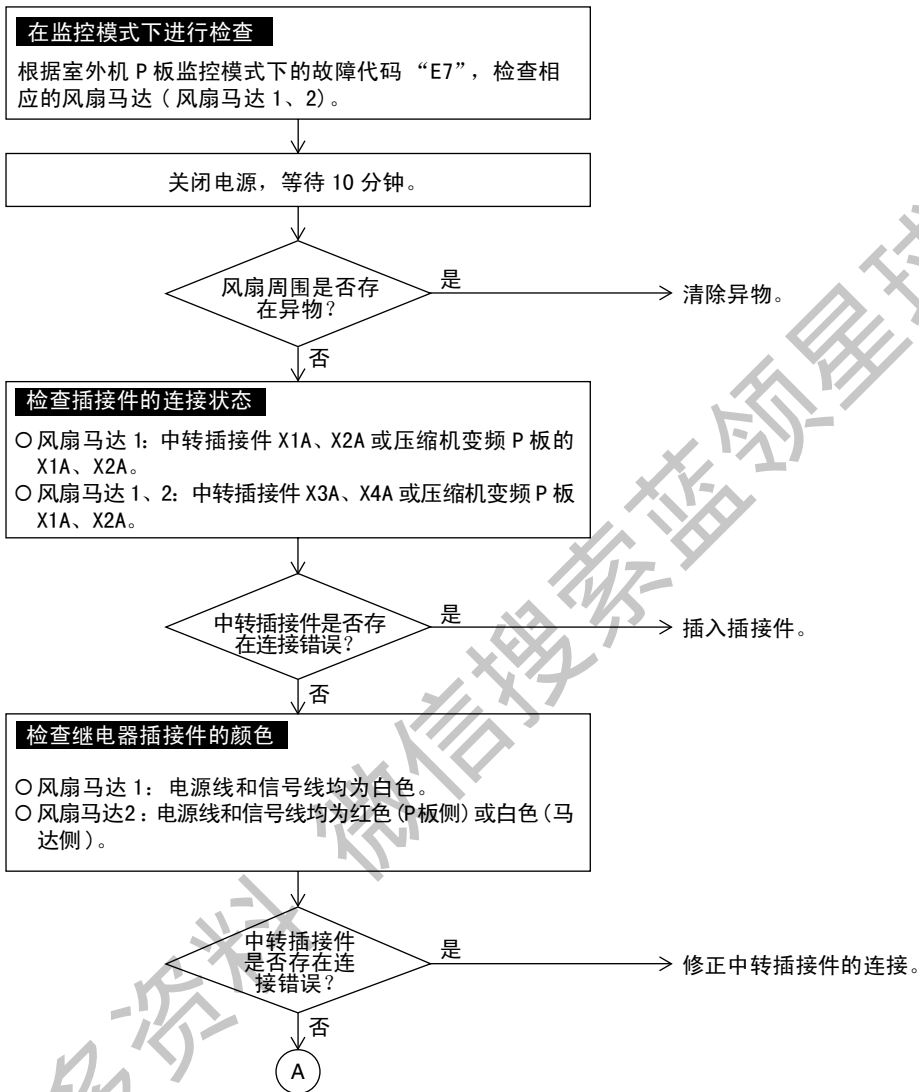 在监控模式下进行检查
根据室外机 P 板监控模式下的故障代码 “E7”, 检查相
应的风扇马达 ( 风扇马达 1、2)。
关闭电源, 等待 10 分钟。
风扇周围是否存
在异物?
是
清除异物。
否
检查插接件的连接状态
○ 风扇马达 1: 中转插接件 X1A、X2A 或压缩机变频 P 板的
X1A、X2A。
○ 风扇马达 1、2: 中转插接件 X3A、X4A 或压缩机变频 P 板
X1A、X2A。
中转插接件是否存
在连接错误?
是
插入插接件。
否
检查继电器插接件的颜色
○ 风扇马达 1: 电源线和信号线均为白色。
○ 风扇马达2: 电源线和信号线均为红色 (P板侧) 或白色 (马
达侧)。
中转插接件
是否存在连
接错误?
是
修正中转插接件的连接。
否
A
多资料 微信搜索蓝领星球